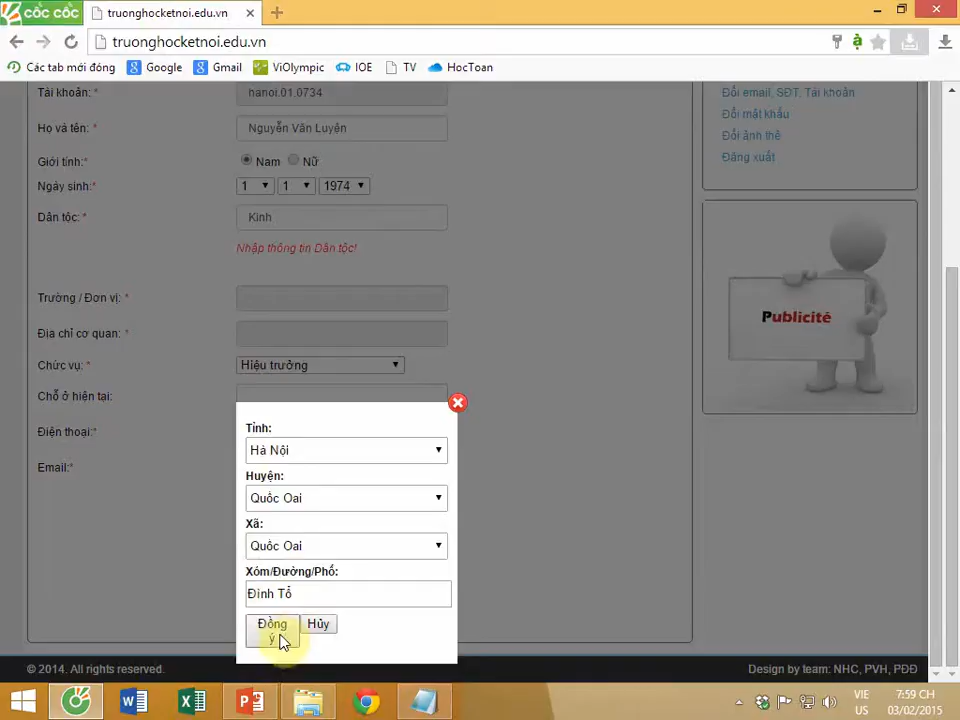 cốc cốc
truonghocketnoi.edu.vn
truonghocketnoi.edu.vn
Các tab mới đóng Google Gmail ViOlympic IOE TV HocToan
Tài khoản: * hanoi.01.0734
Họ và tên: * Nguyễn Văn Luyện
Giới tính:* Nam Nữ
Ngày sinh:* 1 1 1974
Dân tộc: * Kinh
Nhập thông tin Dân tộc!
Trường / Đơn vị: *
Địa chỉ cơ quan: *
Chức vụ: * Hiệu trưởng
Chỗ ở hiện tại:
Điện thoại:*
Email:*
Tỉnh:
Hà Nội
Huyện:
Quốc Oai
Xã:
Quốc Oai
Xóm/Đường/Phố:
Đình Tổ
Đồng ý
Hủy
Đổi email, SĐT, Tài khoản
Đổi mật khẩu
Đổi ảnh thẻ
Đăng xuất
Publicité
© 2014. All rights reserved. Design by team: NHC, PVH, PĐĐ
VIE 7:59 CH
US 03/02/2015